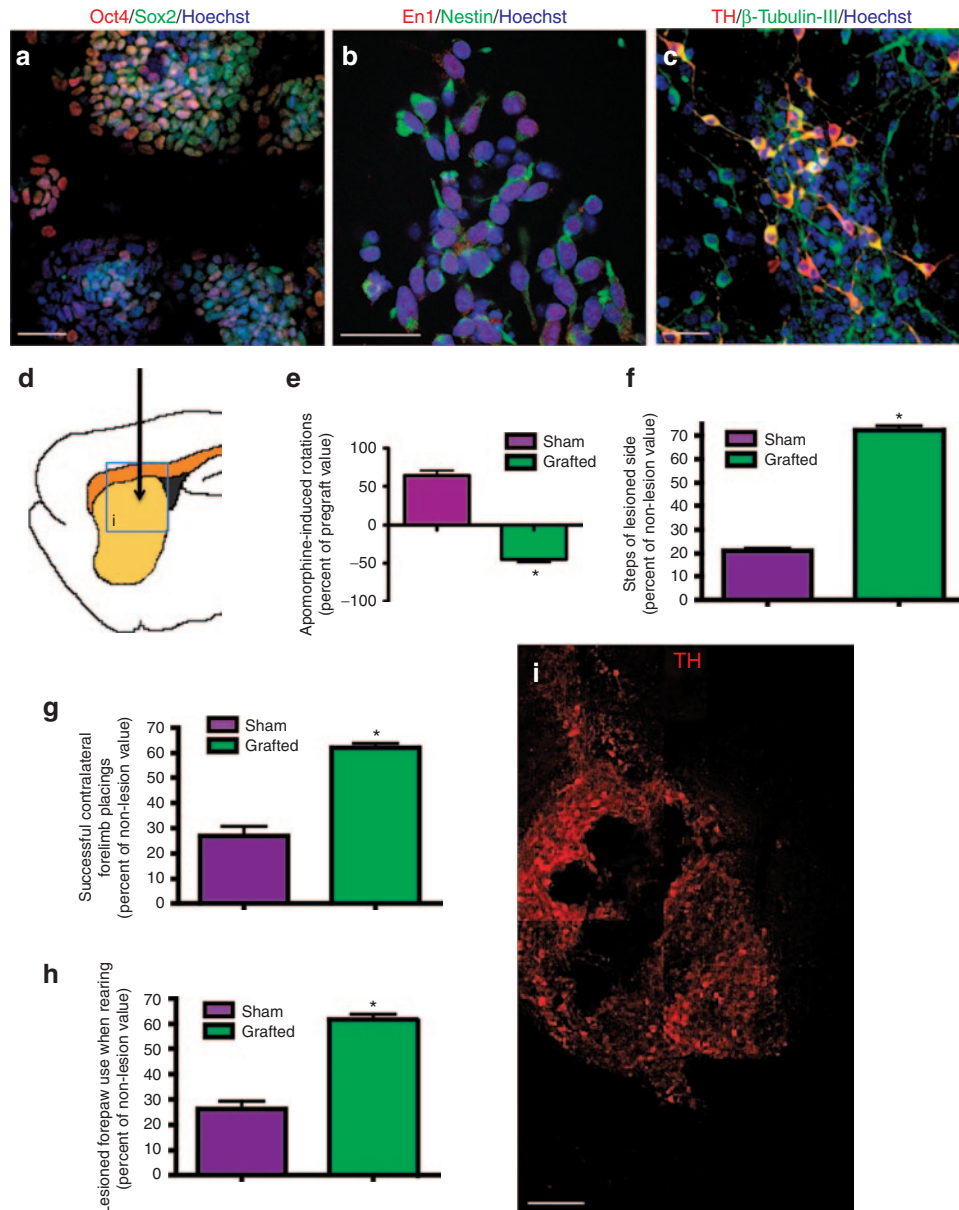 Oct4/Sox2/Hoechst
En1/Nestin/Hoechst
TH/β-Tubulin-III/Hoechst
a
b
c
d
i
e
Apomorphine-induced rotations
(percent of pregraft value)
100
50
0
−50
−100
Sham
Grafted
*
f
Steps of lesioned side
(percent of non-lesion value)
70
60
50
40
30
20
10
0
Sham
Grafted
*
g
Successful contralateral
forelimb placings
(percent of non-lesion value)
70
60
50
40
30
20
10
0
Sham
Grafted
*
h
Lesioned forepaw use when rearing
(percent of non-lesion value)
70
60
50
40
30
20
10
0
Sham
Grafted
*
i
TH